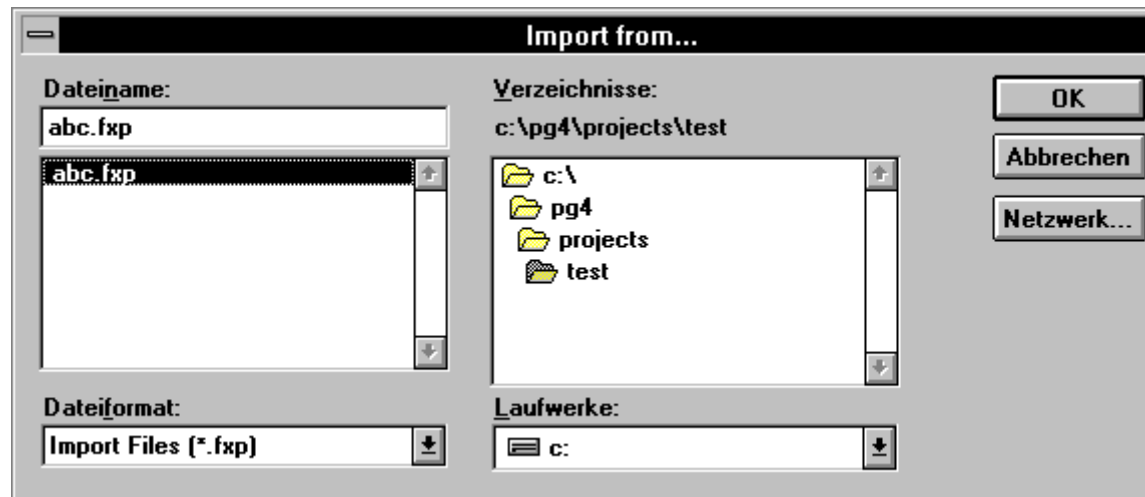 Import from...
Dateiname:
abc.fxp
abc.fxp
Dateiformat:
Import Files (*.fxp)
Verzeichnisse:
c:\pg4\projects\test
c:\
pg4
projects
test
Laufwerke:
c:
OK
Abbrechen
Netzwerk...